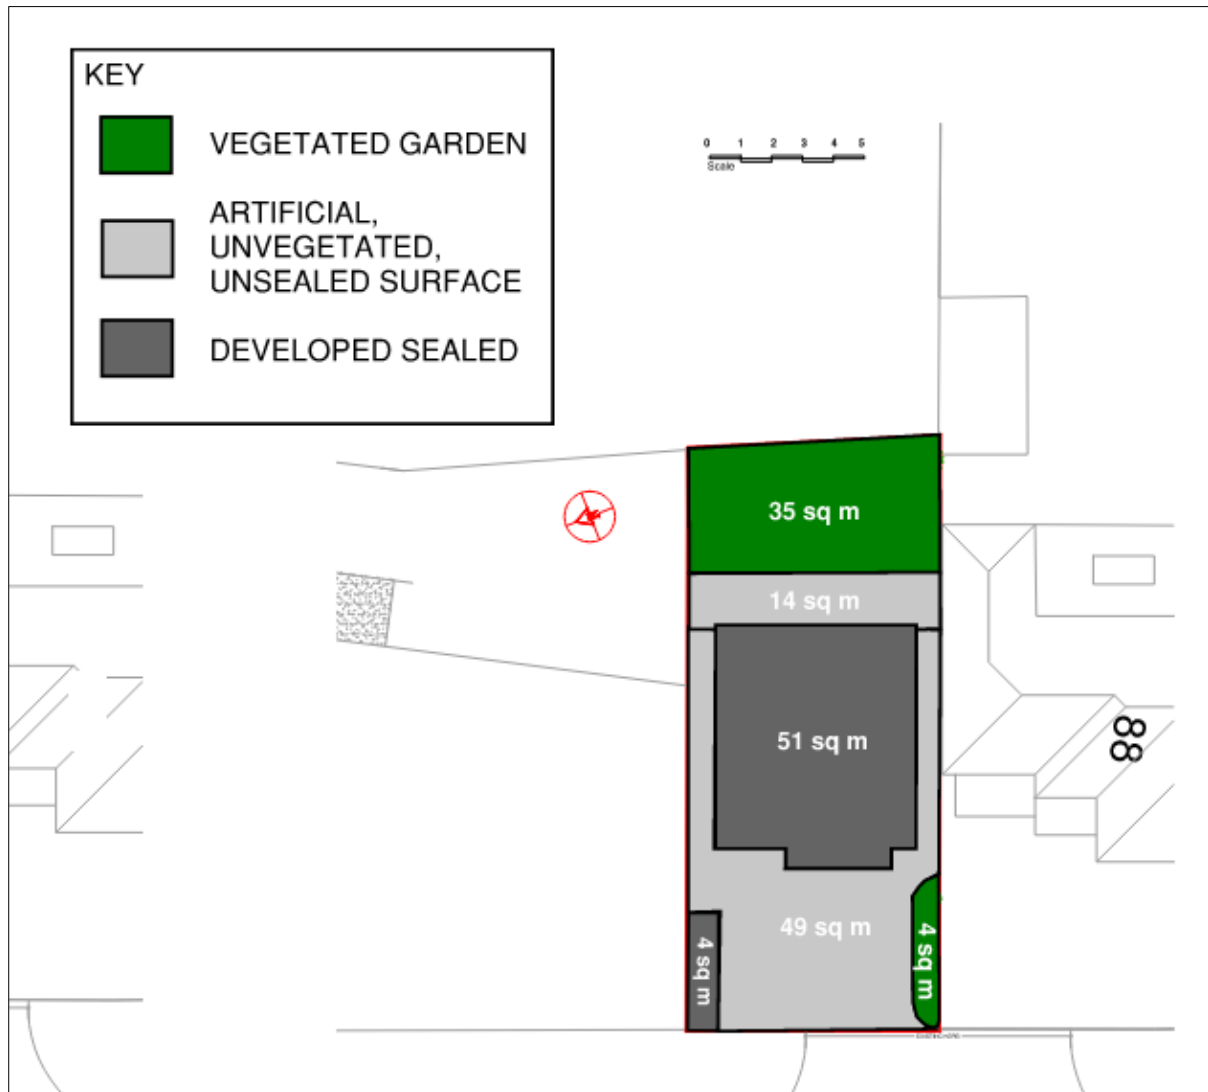 KEY
VEGETATED GARDEN
ARTIFICIAL,
UNVEGETATED,
UNSEALED SURFACE
DEVELOPED SEALED
0 1 2 3 4 5
Scale
35 sq m
14 sq m
51 sq m
88
49 sq m
4 sq m
4 sq m